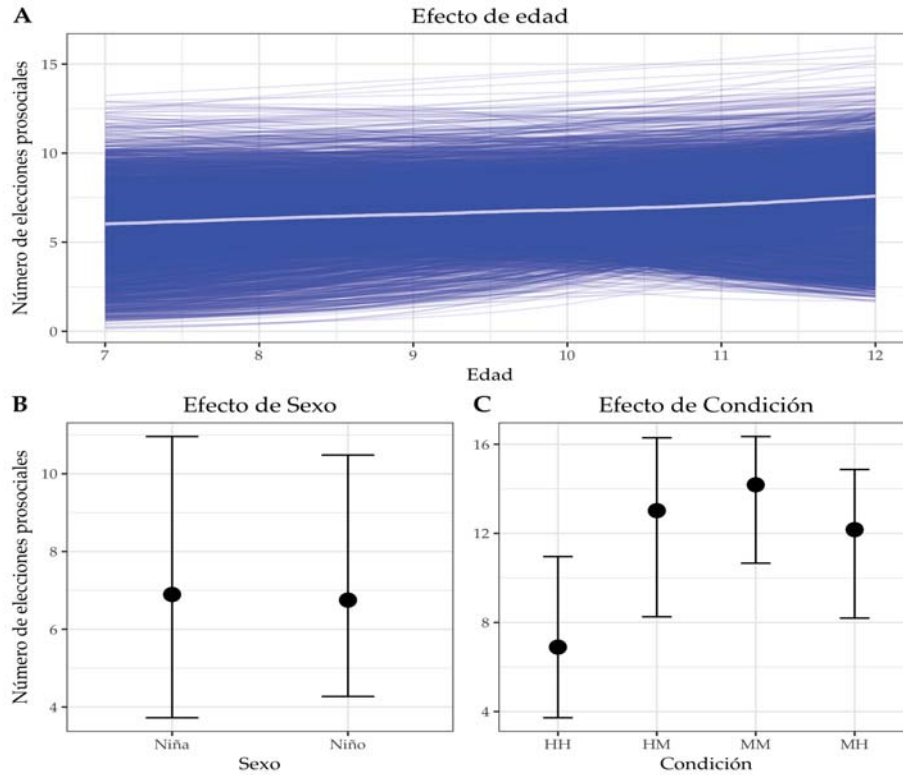 A
Efecto de edad
Número de elecciones prosociales
15
10
5
0
7 8 9 10 11 12
Edad
B
Efecto de Sexo
Número de elecciones prosociales
10
8
6
4
Niña Niño
Sexo
C
Efecto de Condición
16
12
8
4
HH HM MM MH
Condición